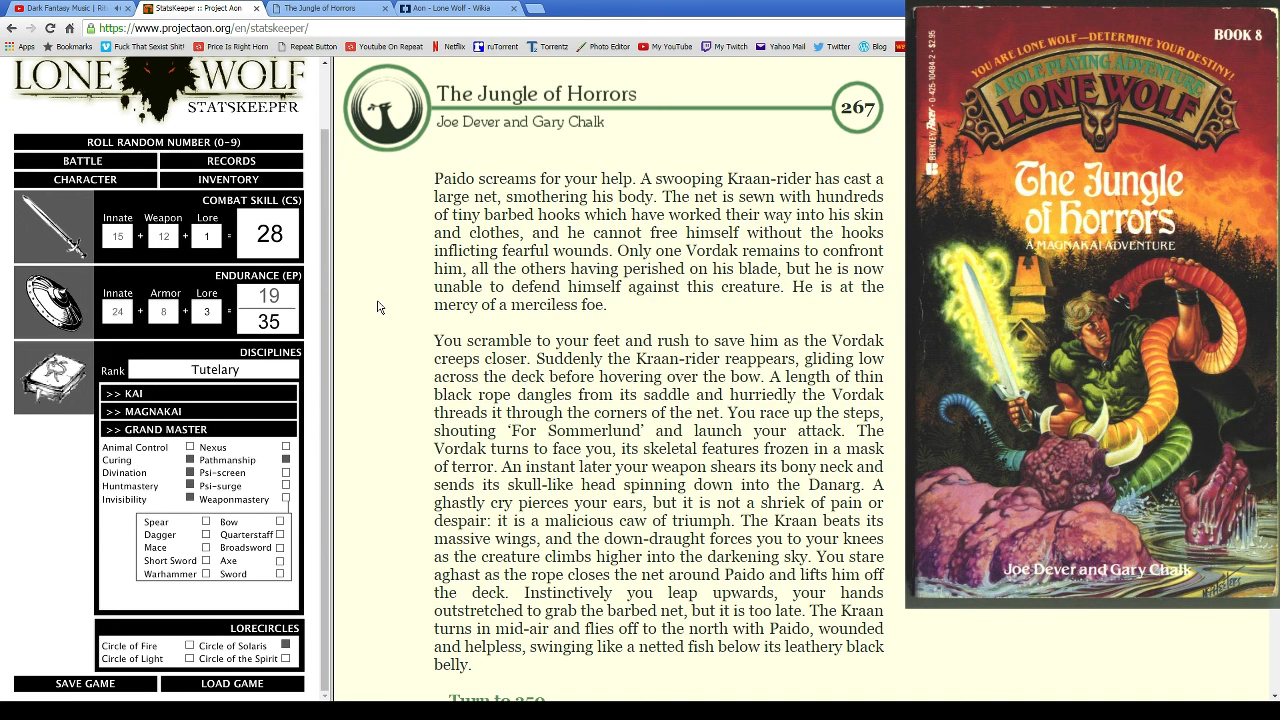 Dark Fantasy Music | Rit
StatsKeeper :: Project Aon
The Jungle of Horrors
Aon - Lone Wolf - Wikia
https://www.projectaon.org/en/statskeeper/
Apps
Bookmarks
Fuck That Sexist Shit!
Price Drilight Horn
Repeat Button
Youtube On Repeat
Netflix
ruTorrent
Torrentz
Photo Editor
My YouTube
My Twitch
Yahoo Mail
Twitter
Blog
LONE WOLF
STATSKEEPER
ROLL RANDOM NUMBER (0-9)
BATTLE
RECORDS
CHARACTER
INVENTORY
COMBAT SKILL (CS)
Innate Weapon Lore
15 + 12 + 1 = 28
ENDURANCE (EP)
Innate Armor Lore
24 + 8 + 3 =
19
35
DISCIPLINES
Rank Tutelary
>> KAI
>> MAGNAKAI
>> GRAND MASTER
Animal Control Nexus
Curing Pathmanship
Divination Psi-screen
Huntmastery Psi-surge
Invisibility Weaponmastery
Spear Bow
Dagger Quarterstaff
Mace Broadsword
Short Sword Axe
Warhammer Sword
LORECIRCLES
Circle of Fire Circle of Solaris
Circle of Light Circle of the Spirit
SAVE GAME
LOAD GAME
The Jungle of Horrors
267
Joe Dever and Gary Chalk
Paido screams for your help. A swooping Kraan-rider has cast a
large net, smothering his body. The net is sewn with hundreds
of tiny barbed hooks which have worked their way into his skin
and clothes, and he cannot free himself without the hooks
inflicting fearful wounds. Only one Vordak remains to confront
him, all the others having perished on his blade, but he is now
unable to defend himself against this creature. He is at the
mercy of a merciless foe.
You scramble to your feet and rush to save him as the Vordak
creeps closer. Suddenly the Kraan-rider reappears, gliding low
across the deck before hovering over the bow. A length of thin
black rope dangles from its saddle and hurriedly the Vordak
threads it through the corners of the net. You race up the steps,
shouting ‘For Sommerlund’ and launch your attack. The
Vordak turns to face you, its skeletal features frozen in a mask
of terror. An instant later your weapon shears its bony neck and
sends its skull-like head spinning down into the Danarg. A
ghastly cry pierces your ears, but it is not a shriek of pain or
despair: it is a malicious caw of triumph. The Kraan beats its
massive wings, and the down-draught forces you to your knees
as the creature climbs higher into the darkening sky. You stare
aghast as the rope closes the net around Paido and lifts him off
the deck. Instinctively you leap upwards, your hands
outstretched to grab the barbed net, but it is too late. The Kraan
turns in mid-air and flies off to the north with Paido, wounded
and helpless, swinging like a netted fish below its leathery black
belly.
Turn to 250
BOOK 8
YOU ARE LONE WOLF—DETERMINE YOUR DESTINY!
A ROLE PLAYING ADVENTURE
LONE WOLF
The Jungle
of Horrors
A MAGNAKAI ADVENTURE
BERKLEY Pacer · 0-425-10484-2 · $2.95
Joe Dever and Gary Chalk